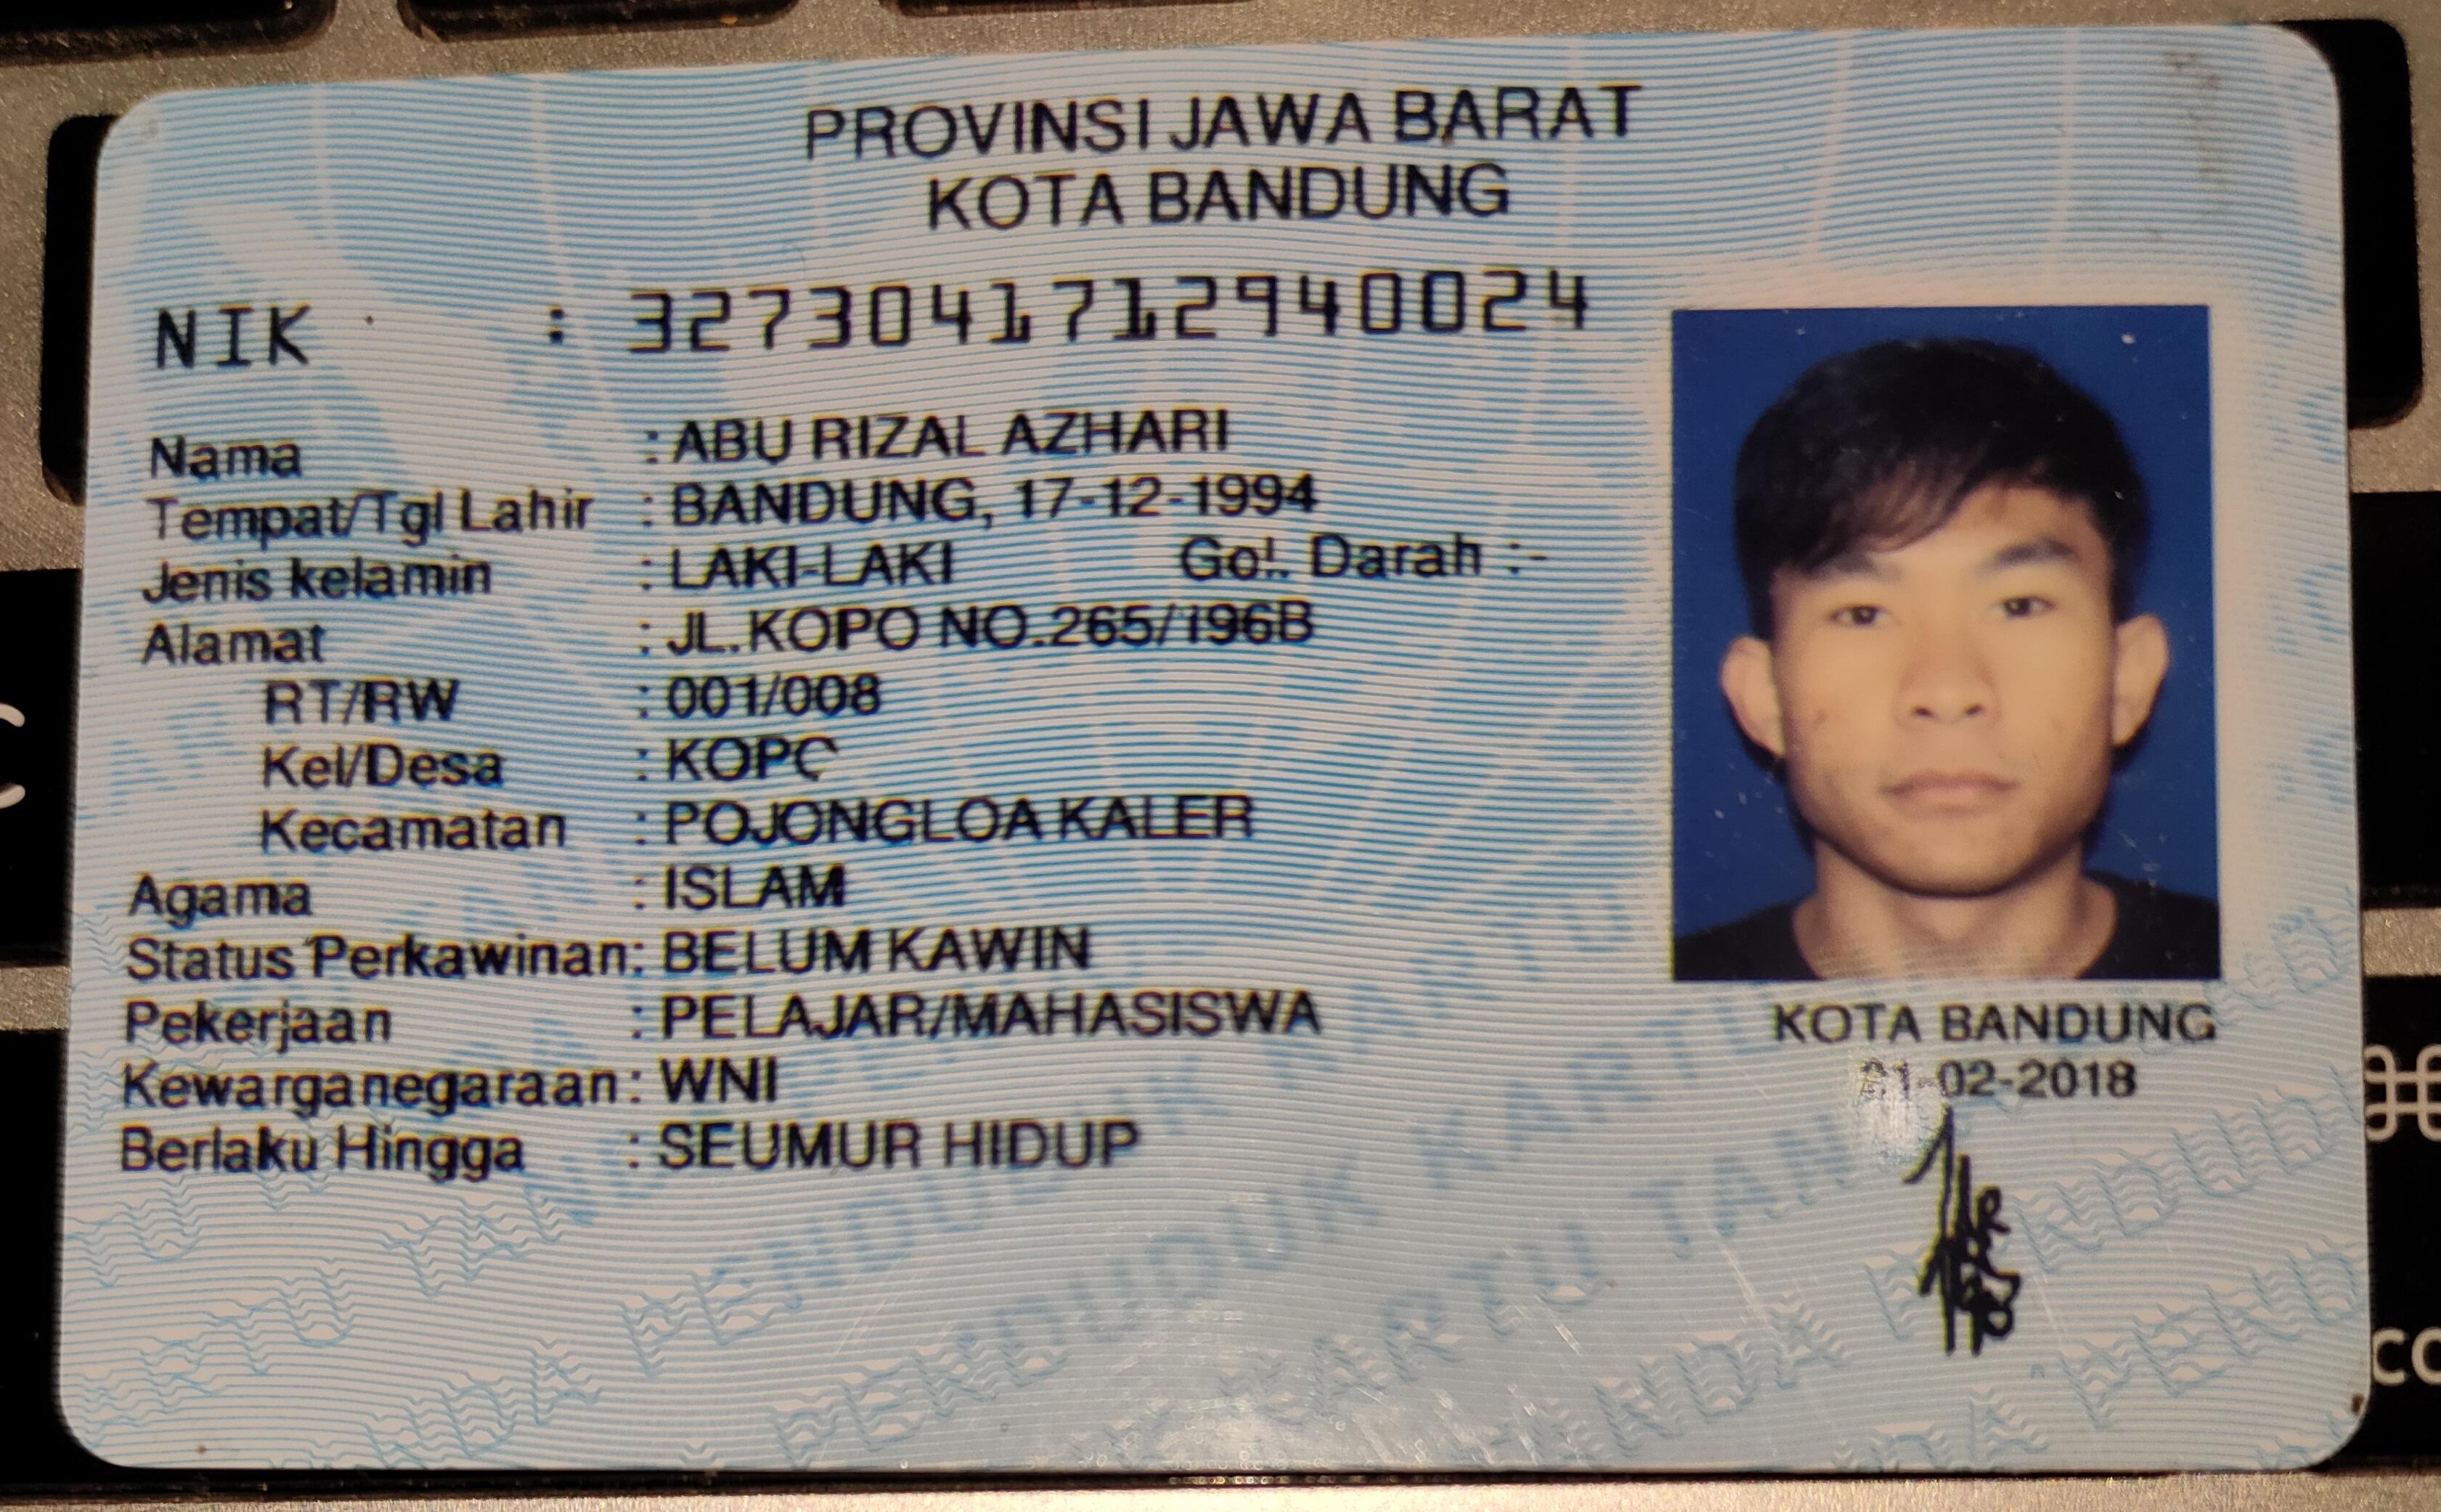 PROVINSI JAWA BARAT
KOTA BANDUNG
NIK : 3273041712940024
Nama : ABU RIZAL AZHARI
Tempat/Tgl Lahir : BANDUNG, 17-12-1994
Jenis kelamin : LAKI-LAKI Gol. Darah :-
Alamat : JL.KOPO NO.265/196B
RT/RW : 001/008
Kel/Desa : KOPO
Kecamatan : BOJONGLOA KALER
Agama : ISLAM
Status Perkawinan: BELUM KAWIN
Pekerjaan : PELAJAR/MAHASISWA
Kewarganegaraan: WNI
Berlaku Hingga : SEUMUR HIDUP
KOTA BANDUNG
-02-2018